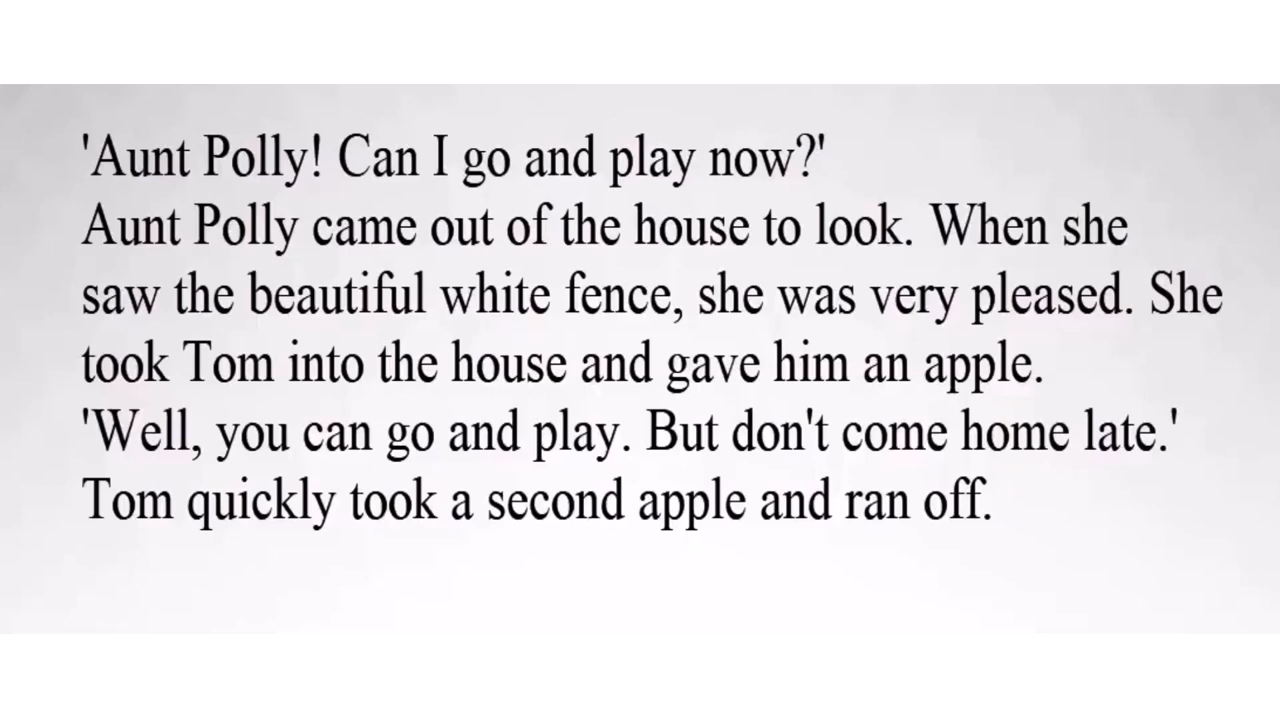 'Aunt Polly! Can I go and play now?'
Aunt Polly came out of the house to look. When she
saw the beautiful white fence, she was very pleased. She
took Tom into the house and gave him an apple.
'Well, you can go and play. But don't come home late.'
Tom quickly took a second apple and ran off.